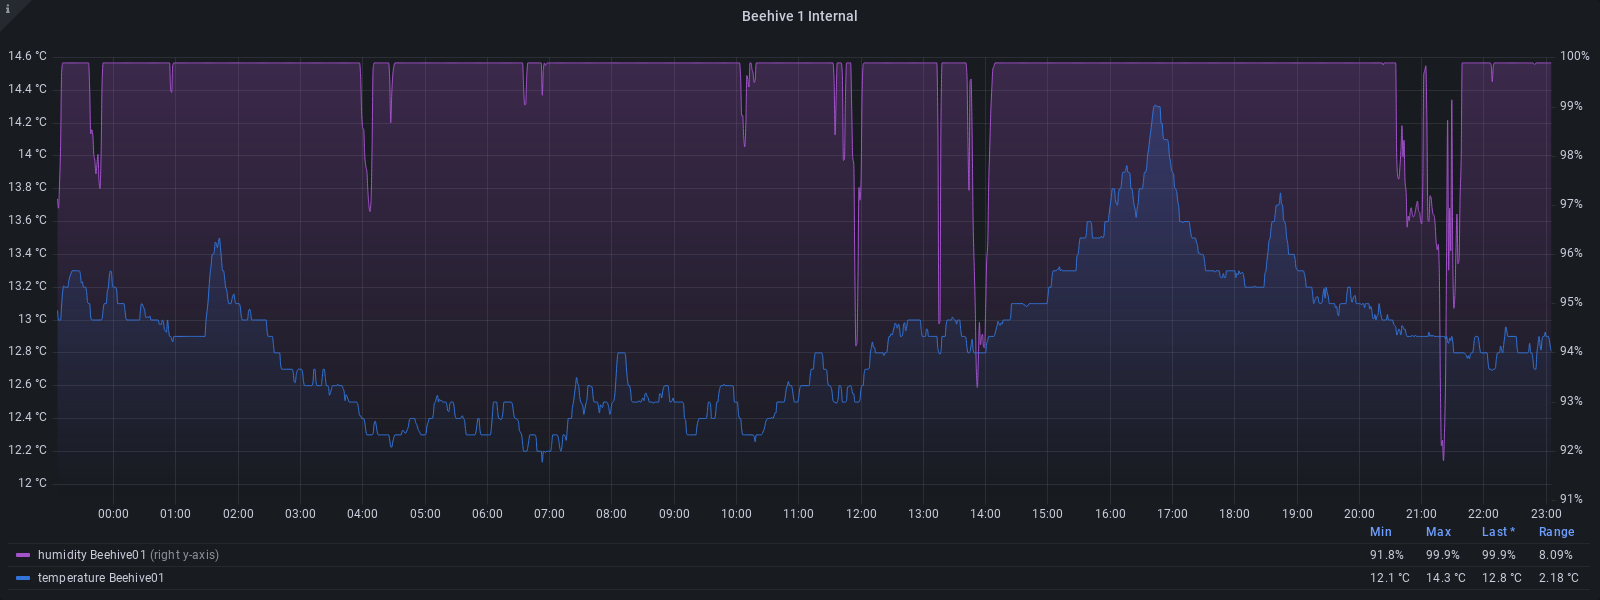 i
Beehive 1 Internal
14.6 °C 100%
14.4 °C 99%
14.2 °C 98%
14 °C 97%
13.8 °C 96%
13.6 °C 95%
13.4 °C 94%
13.2 °C 93%
13 °C 92%
12.8 °C 91%
12.6 °C
12.4 °C
12.2 °C
12 °C
00:00 01:00 02:00 03:00 04:00 05:00 06:00 07:00 08:00 09:00 10:00 11:00 12:00 13:00 14:00 15:00 16:00 17:00 18:00 19:00 20:00 21:00 22:00 23:00
Min Max Last * Range
humidity Beehive01 (right y-axis) 91.8% 99.9% 99.9% 8.09%
temperature Beehive01 12.1 °C 14.3 °C 12.8 °C 2.18 °C